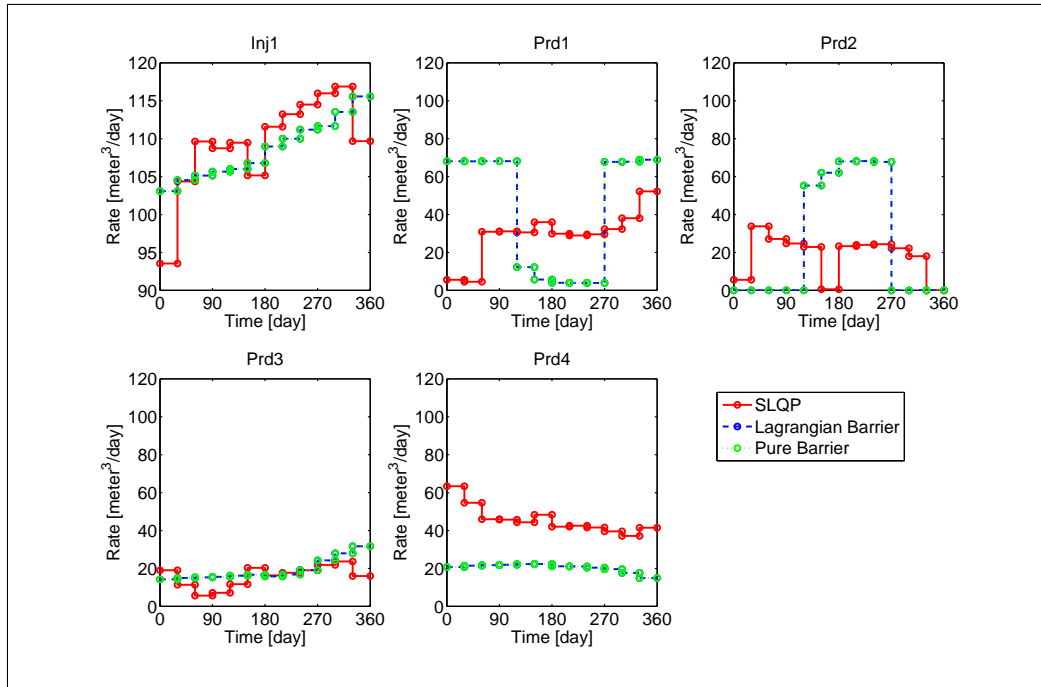 Inj1
120
115
110
105
100
95
90
Rate [meter³/day]
0 90 180 270 360
Time [day]
Prd1
120
100
80
60
40
20
0
Rate [meter³/day]
0 90 180 270 360
Time [day]
Prd2
120
100
80
60
40
20
0
Rate [meter³/day]
0 90 180 270 360
Time [day]
Prd3
120
100
80
60
40
20
0
Rate [meter³/day]
0 90 180 270 360
Time [day]
Prd4
120
100
80
60
40
20
0
Rate [meter³/day]
0 90 180 270 360
Time [day]
SLQP
Lagrangian Barrier
Pure Barrier